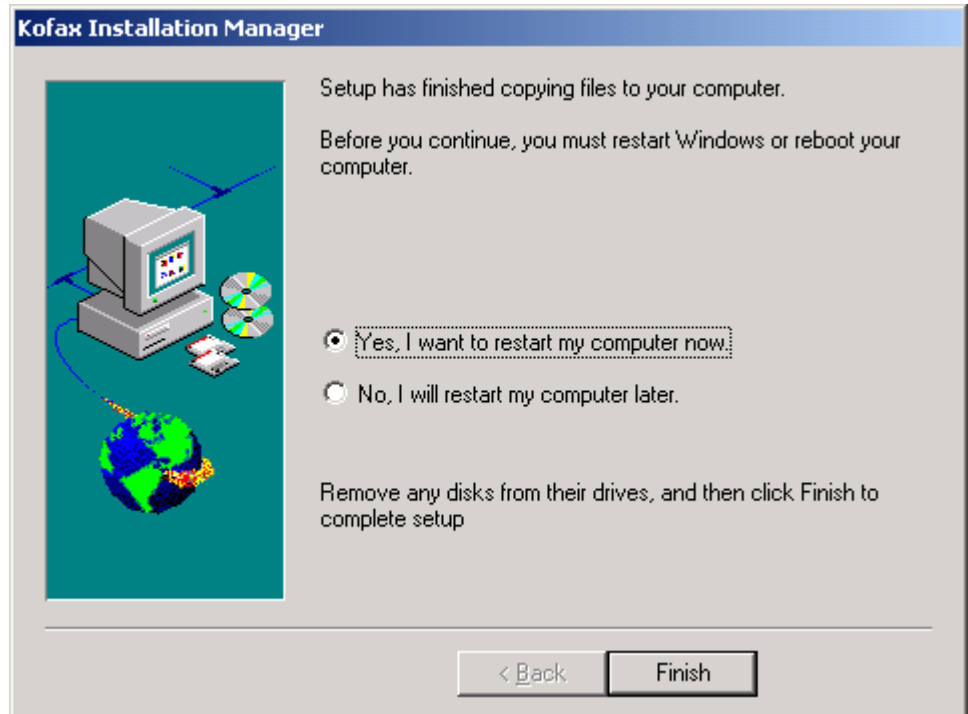 Kofax Installation Manager
Setup has finished copying files to your computer.
Before you continue, you must restart Windows or reboot your
computer.
Yes, I want to restart my computer now.
No, I will restart my computer later.
Remove any disks from their drives, and then click Finish to
complete setup
< Back
Finish